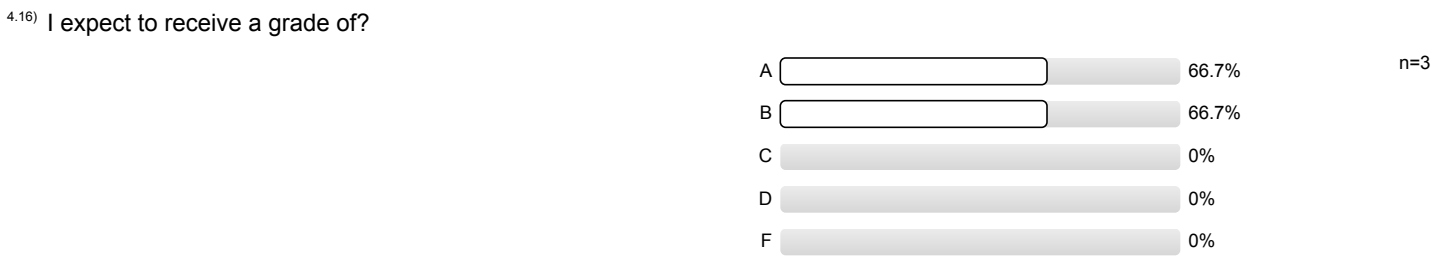 4.16) I expect to receive a grade of?
A 66.7% n=3
B 66.7%
C 0%
D 0%
F 0%